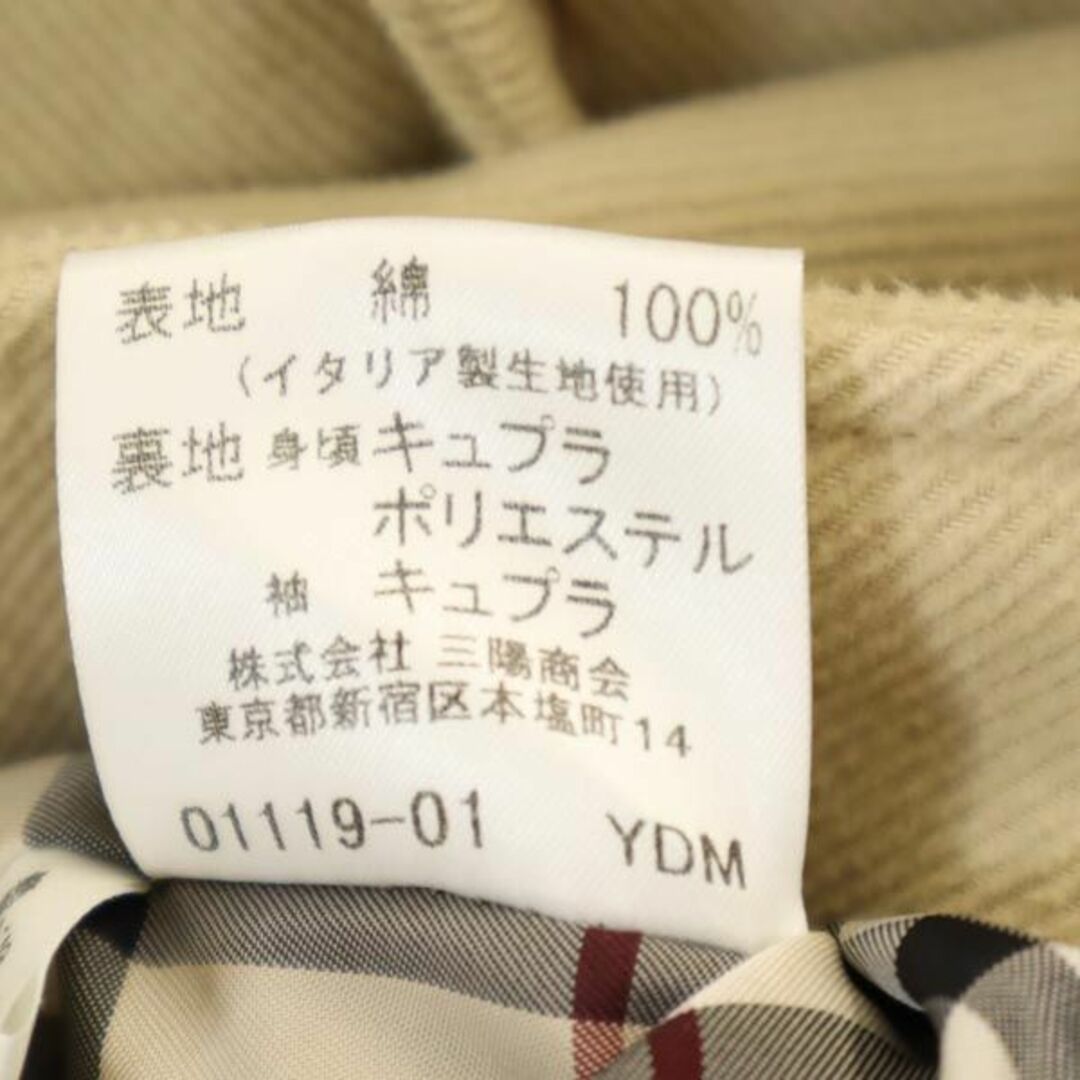 表地 綿 100%
(イタリア製生地使用)
裏地 身頃 キュプラ
ポリエステル
袖 キュプラ
株式会社 三陽商会
東京都新宿区本塩町14
01119-01 YDM